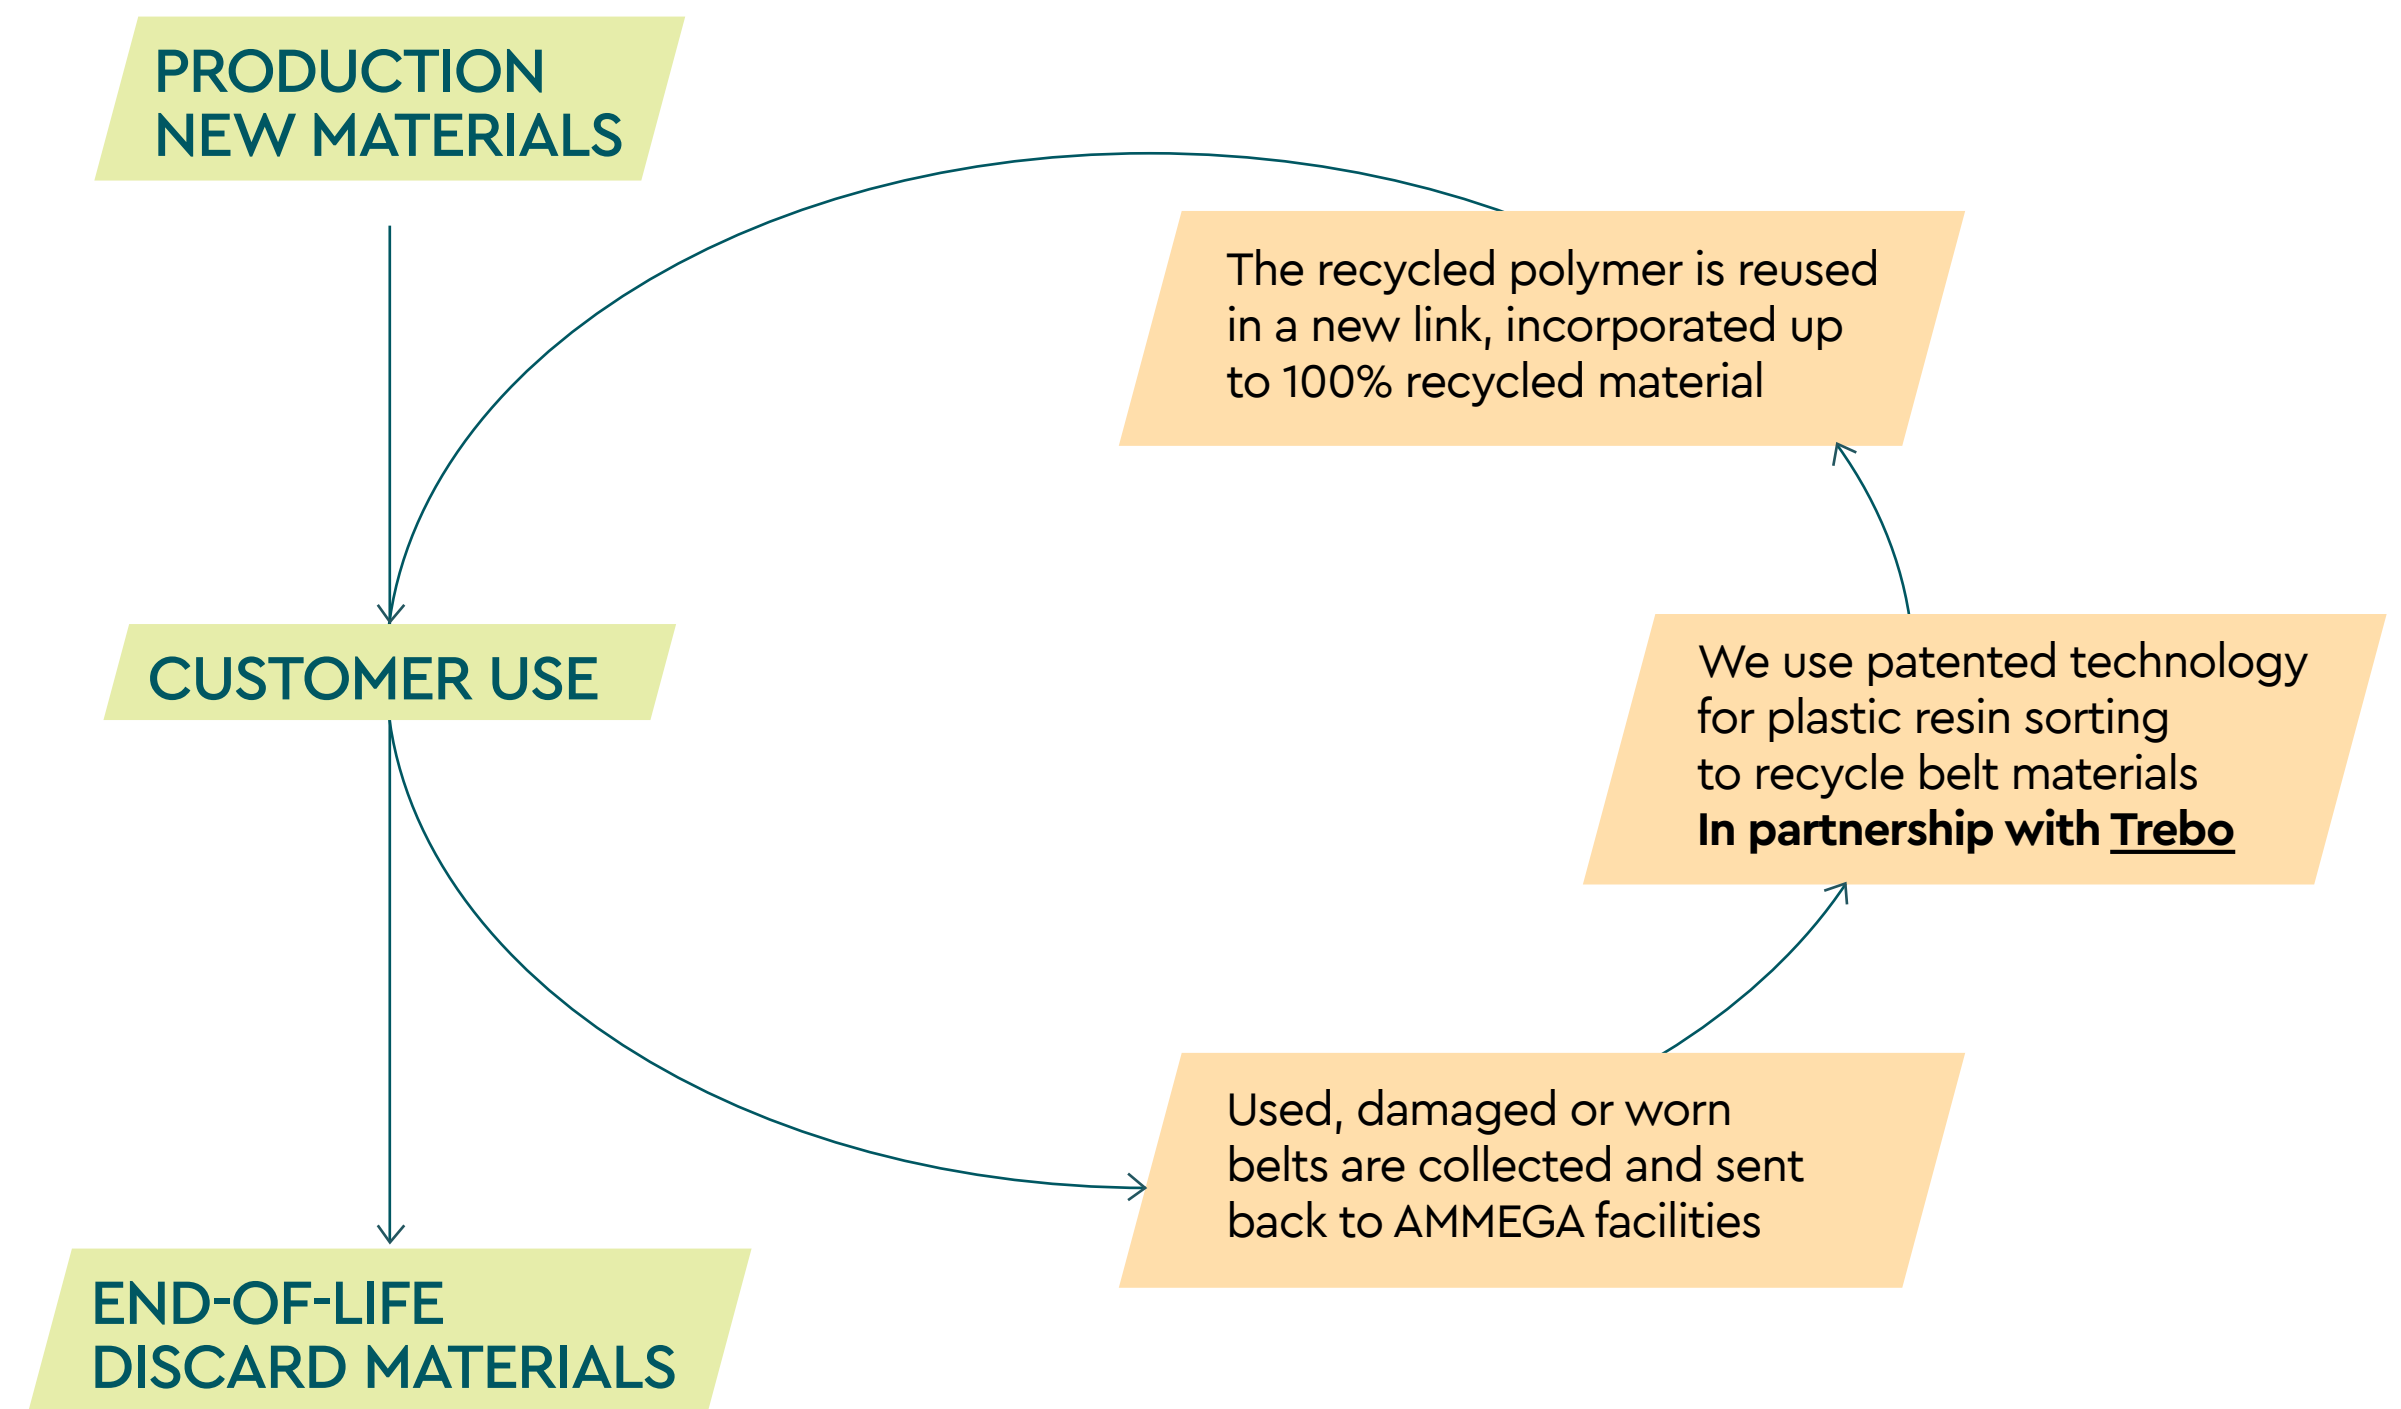 PRODUCTION
NEW MATERIALS
The recycled polymer is reused
in a new link, incorporated up
to 100% recycled material
CUSTOMER USE
We use patented technology
for plastic resin sorting
to recycle belt materials
In partnership with Trebo
Used, damaged or worn
belts are collected and sent
back to AMMEGA facilities
END-OF-LIFE
DISCARD MATERIALS